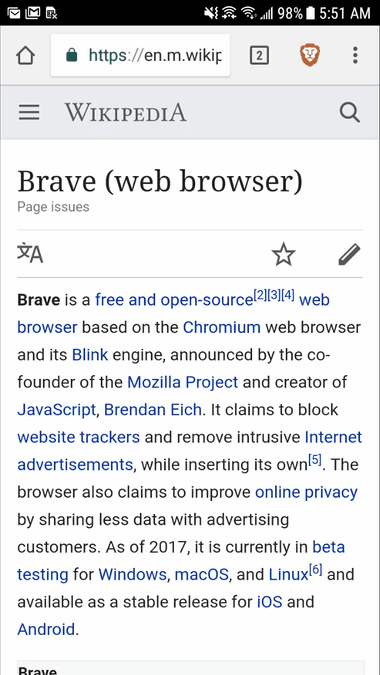 98% 5:51 AM
https://en.m.wikip
2
WIKIPEDIA
Brave (web browser)
Page issues
文A
Brave is a free and open-source[2][3][4] web
browser based on the Chromium web browser
and its Blink engine, announced by the co-
founder of the Mozilla Project and creator of
JavaScript, Brendan Eich. It claims to block
website trackers and remove intrusive Internet
advertisements, while inserting its own[5]. The
browser also claims to improve online privacy
by sharing less data with advertising
customers. As of 2017, it is currently in beta
testing for Windows, macOS, and Linux[6] and
available as a stable release for iOS and
Android.
Brave